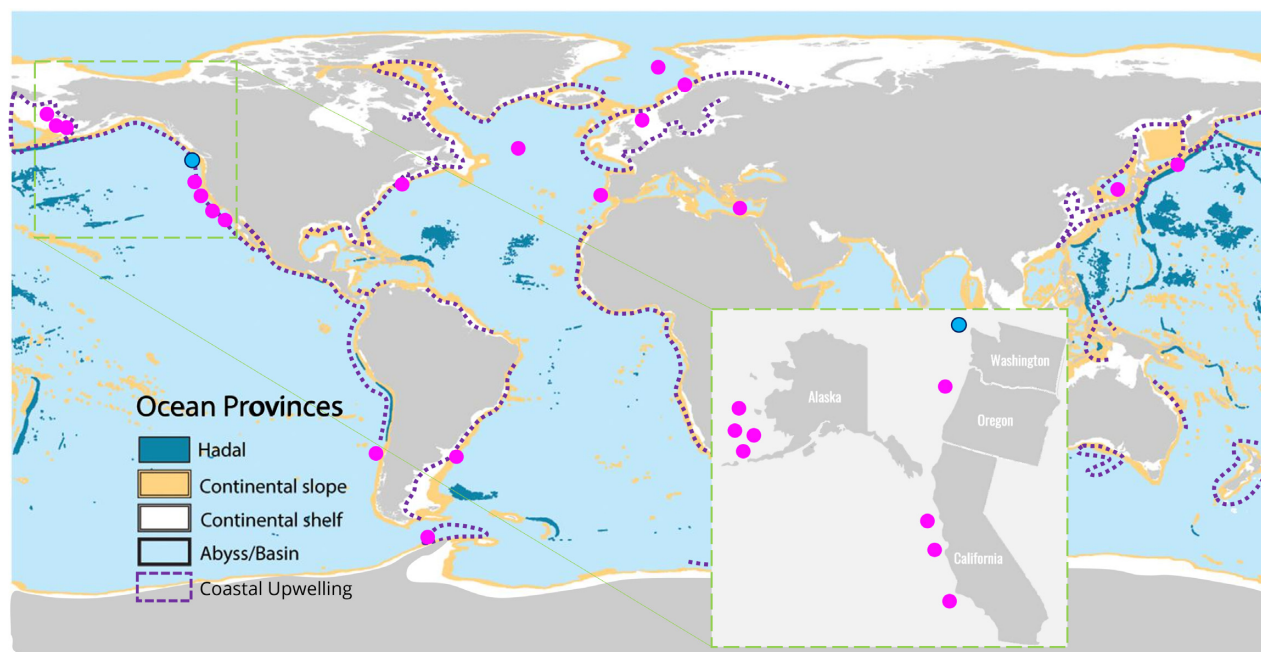 Ocean Provinces
Hadal
Continental slope
Continental shelf
Abyss/Basin
Coastal Upwelling
Alaska
Washington
Oregon
California